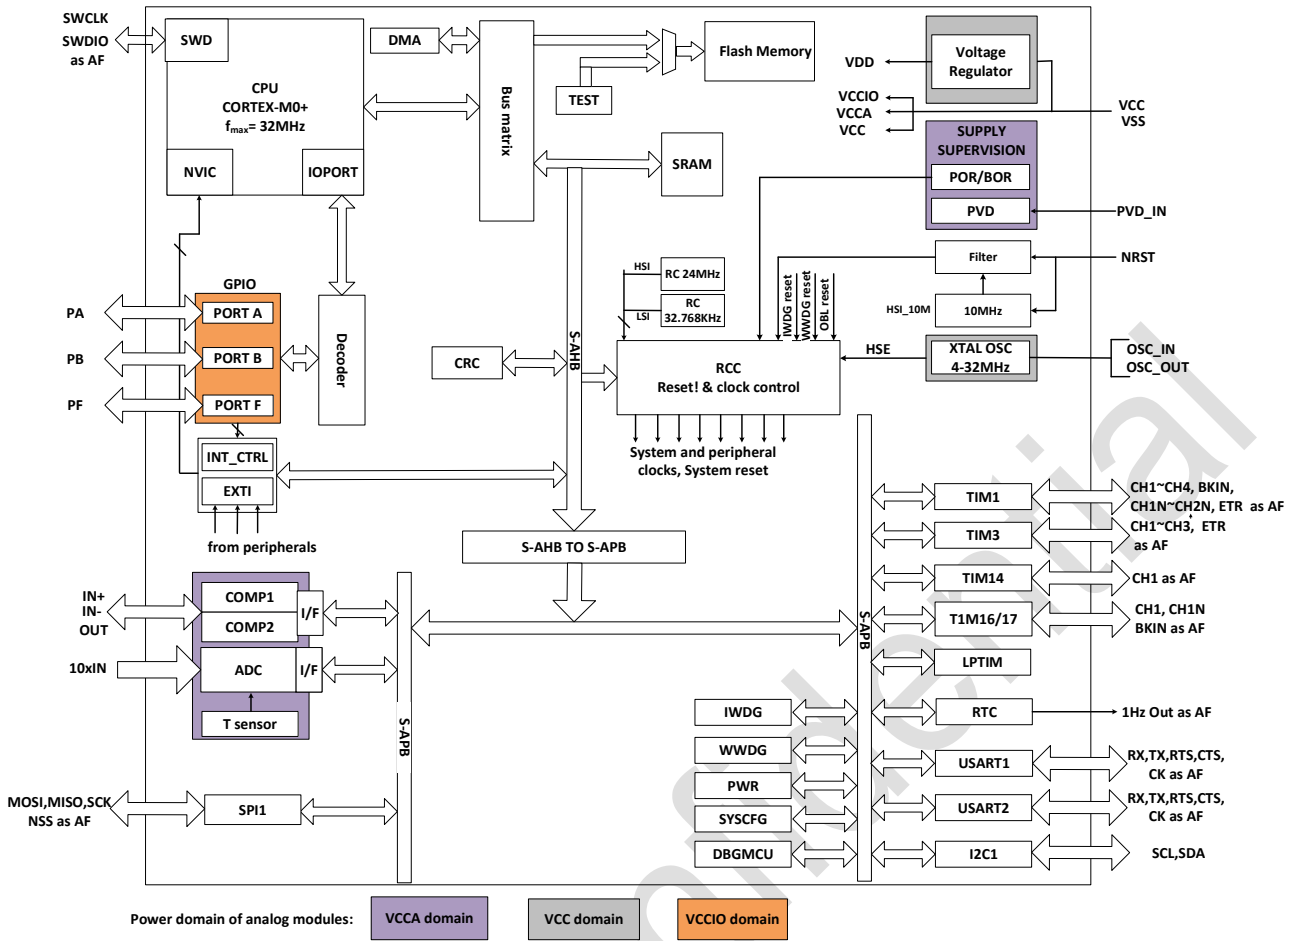 SWCLK
SWDIO
as AF
SWD
CPU
CORTEX-M0+
fmax= 32MHz
NVIC
IOPORT
DMA
Bus matrix
TEST
Flash Memory
SRAM
Voltage
Regulator
VDD
VCCIO
VCCA
VCC
VCC
VSS
SUPPLY
SUPERVISION
POR/BOR
PVD
PVD_IN
Filter
NRST
HSI_10M
10MHz
XTAL OSC
4-32MHz
HSE
OSC_IN
OSC_OUT
HSI
RC 24MHz
LSI
RC
32.768KHz
IWDG reset
WWDG reset
OBL reset
RCC
Reset! & clock control
System and peripheral
clocks, System reset
GPIO
PORT A
PORT B
PORT F
PA
PB
PF
Decoder
CRC
S-AHB
INT_CTRL
EXTI
from peripherals
S-AHB TO S-APB
IN+
IN-
OUT
COMP1
COMP2
I/F
10xIN
ADC
I/F
T sensor
S-APB
MOSI,MISO,SCK
NSS as AF
SPI1
S-APB
TIM1
CH1~CH4, BKIN,
CH1N~CH2N, ETR as AF
TIM3
CH1~CH3, ETR
as AF
TIM14
CH1 as AF
T1M16/17
CH1, CH1N
BKIN as AF
LPTIM
IWDG
RTC
1Hz Out as AF
WWDG
USART1
RX,TX,RTS,CTS,
CK as AF
PWR
SYSCFG
USART2
RX,TX,RTS,CTS,
CK as AF
DBGMCU
I2C1
SCL,SDA
Power domain of analog modules:
VCCA domain
VCC domain
VCCIO domain